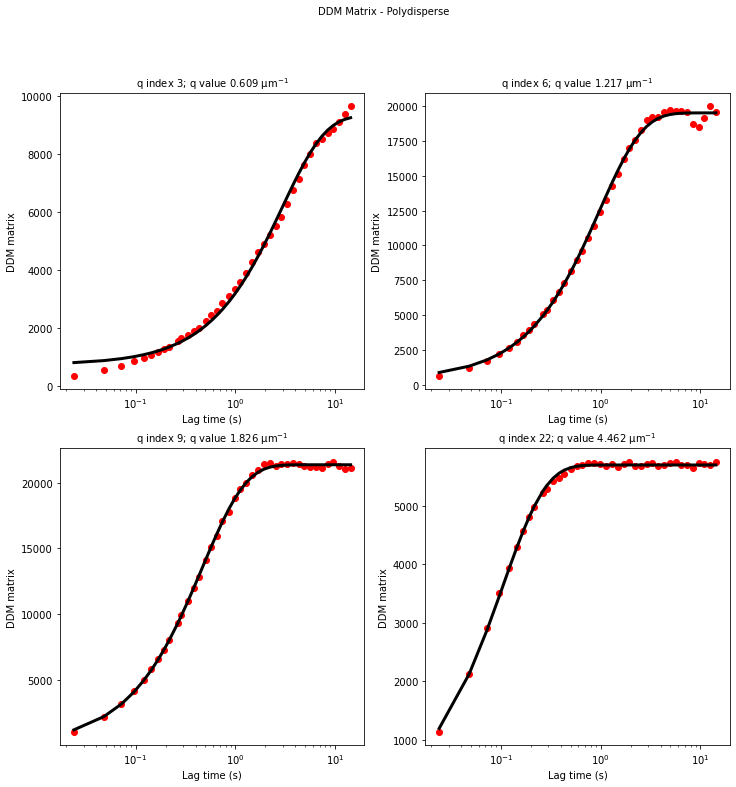 DDM Matrix - Polydisperse
q index 3; q value 0.609 μm⁻¹
10000
8000
6000
4000
2000
0
DDM matrix
10⁻¹ 10⁰ 10¹
Lag time (s)
q index 6; q value 1.217 μm⁻¹
20000
17500
15000
12500
10000
7500
5000
2500
0
DDM matrix
10⁻¹ 10⁰ 10¹
Lag time (s)
q index 9; q value 1.826 μm⁻¹
20000
15000
10000
5000
DDM matrix
10⁻¹ 10⁰ 10¹
Lag time (s)
q index 22; q value 4.462 μm⁻¹
5000
4000
3000
2000
1000
DDM matrix
10⁻¹ 10⁰ 10¹
Lag time (s)